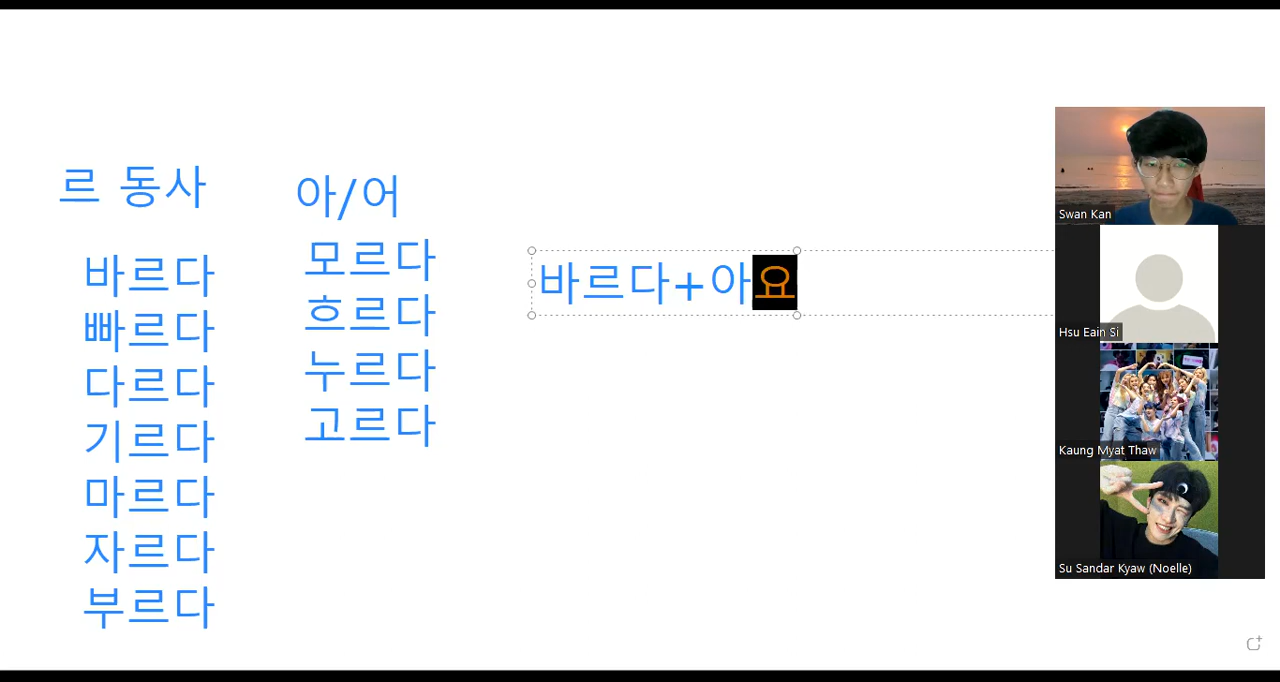 르 동사
바르다
빠르다
다르다
기르다
마르다
자르다
부르다
아/어
모르다
흐르다
누르다
고르다
바르다+아요
Swan Kan
Hsu Eain Si
Kaung Myat Thaw
Su Sandar Kyaw (Noelle)